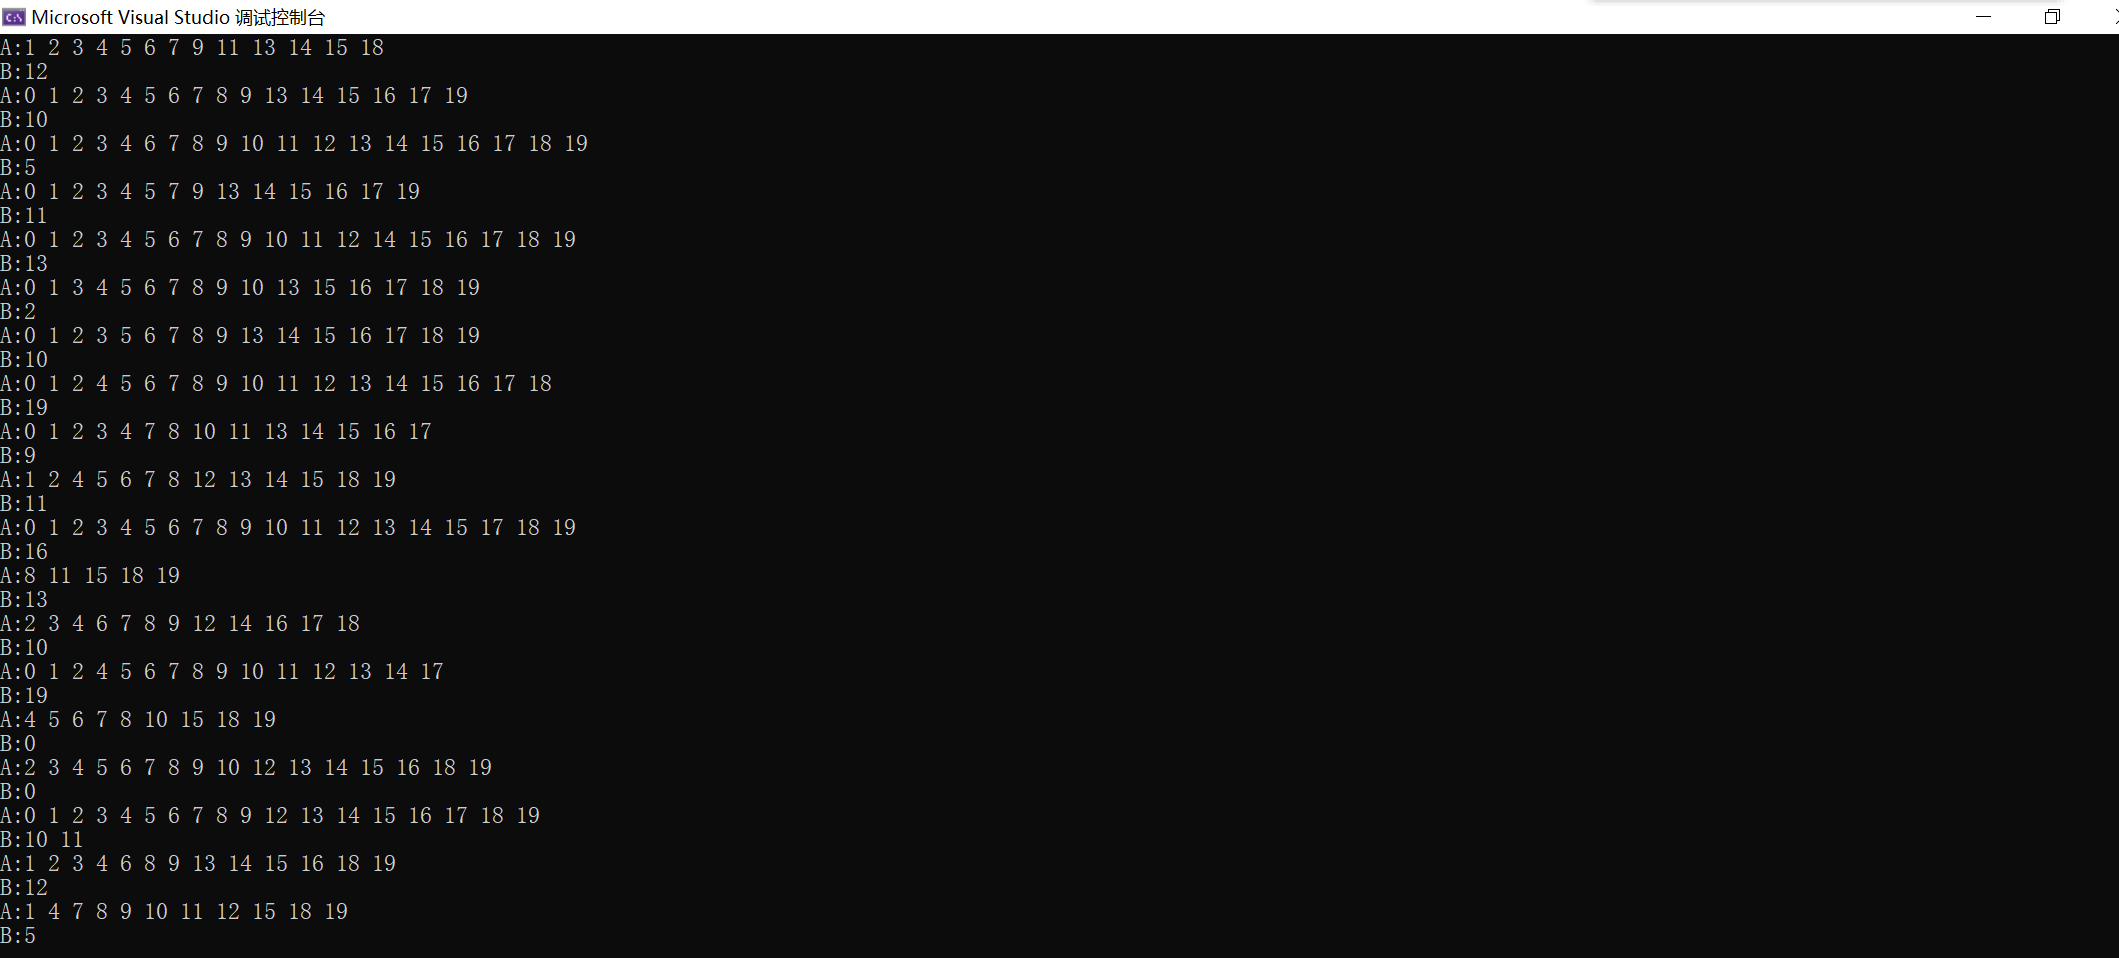 Microsoft Visual Studio 调试控制台
A:1 2 3 4 5 6 7 9 11 13 14 15 18
B:12
A:0 1 2 3 4 5 6 7 8 9 13 14 15 16 17 19
B:10
A:0 1 2 3 4 6 7 8 9 10 11 12 13 14 15 16 17 18 19
B:5
A:0 1 2 3 4 5 7 9 13 14 15 16 17 19
B:11
A:0 1 2 3 4 5 6 7 8 9 10 11 12 14 15 16 17 18 19
B:13
A:0 1 3 4 5 6 7 8 9 10 13 15 16 17 18 19
B:2
A:0 1 2 3 5 6 7 8 9 13 14 15 16 17 18 19
B:10
A:0 1 2 4 5 6 7 8 9 10 11 12 13 14 15 16 17 18
B:19
A:0 1 2 3 4 7 8 10 11 13 14 15 16 17
B:9
A:1 2 4 5 6 7 8 12 13 14 15 18 19
B:11
A:0 1 2 3 4 5 6 7 8 9 10 11 12 13 14 15 17 18 19
B:16
A:8 11 15 18 19
B:13
A:2 3 4 6 7 8 9 12 14 16 17 18
B:10
A:0 1 2 4 5 6 7 8 9 10 11 12 13 14 17
B:19
A:4 5 6 7 8 10 15 18 19
B:0
A:2 3 4 5 6 7 8 9 10 12 13 14 15 16 18 19
B:0
A:0 1 2 3 4 5 6 7 8 9 12 13 14 15 16 17 18 19
B:10 11
A:1 2 3 4 6 8 9 13 14 15 16 18 19
B:12
A:1 4 7 8 9 10 11 12 15 18 19
B:5